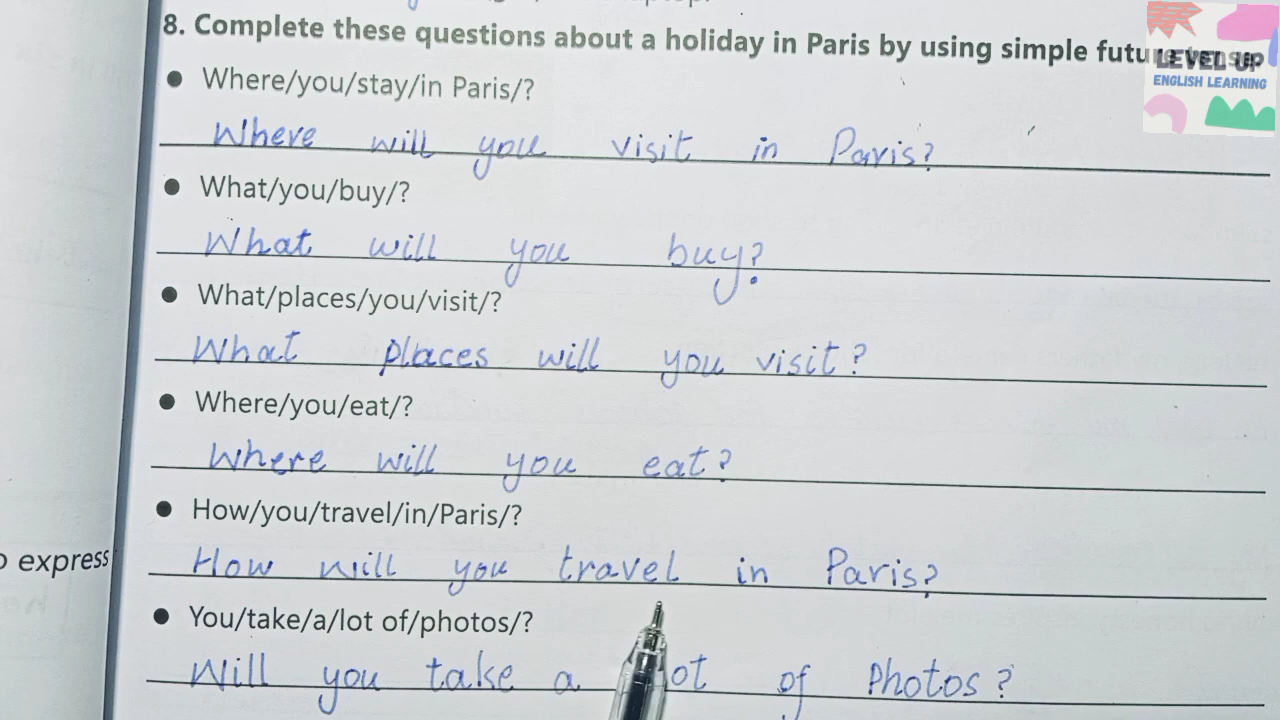 8. Complete these questions about a holiday in Paris by using simple future tense
LEVEL UP
ENGLISH LEARNING
● Where/you/stay/in Paris/?
Where will you visit in Paris?
● What/you/buy/?
What will you buy?
● What/places/you/visit/?
What places will you visit?
● Where/you/eat/?
Where will you eat?
● How/you/travel/in/Paris/?
express
How will you travel in Paris?
● You/take/a/lot of/photos/?
Will you take a lot of Photos?